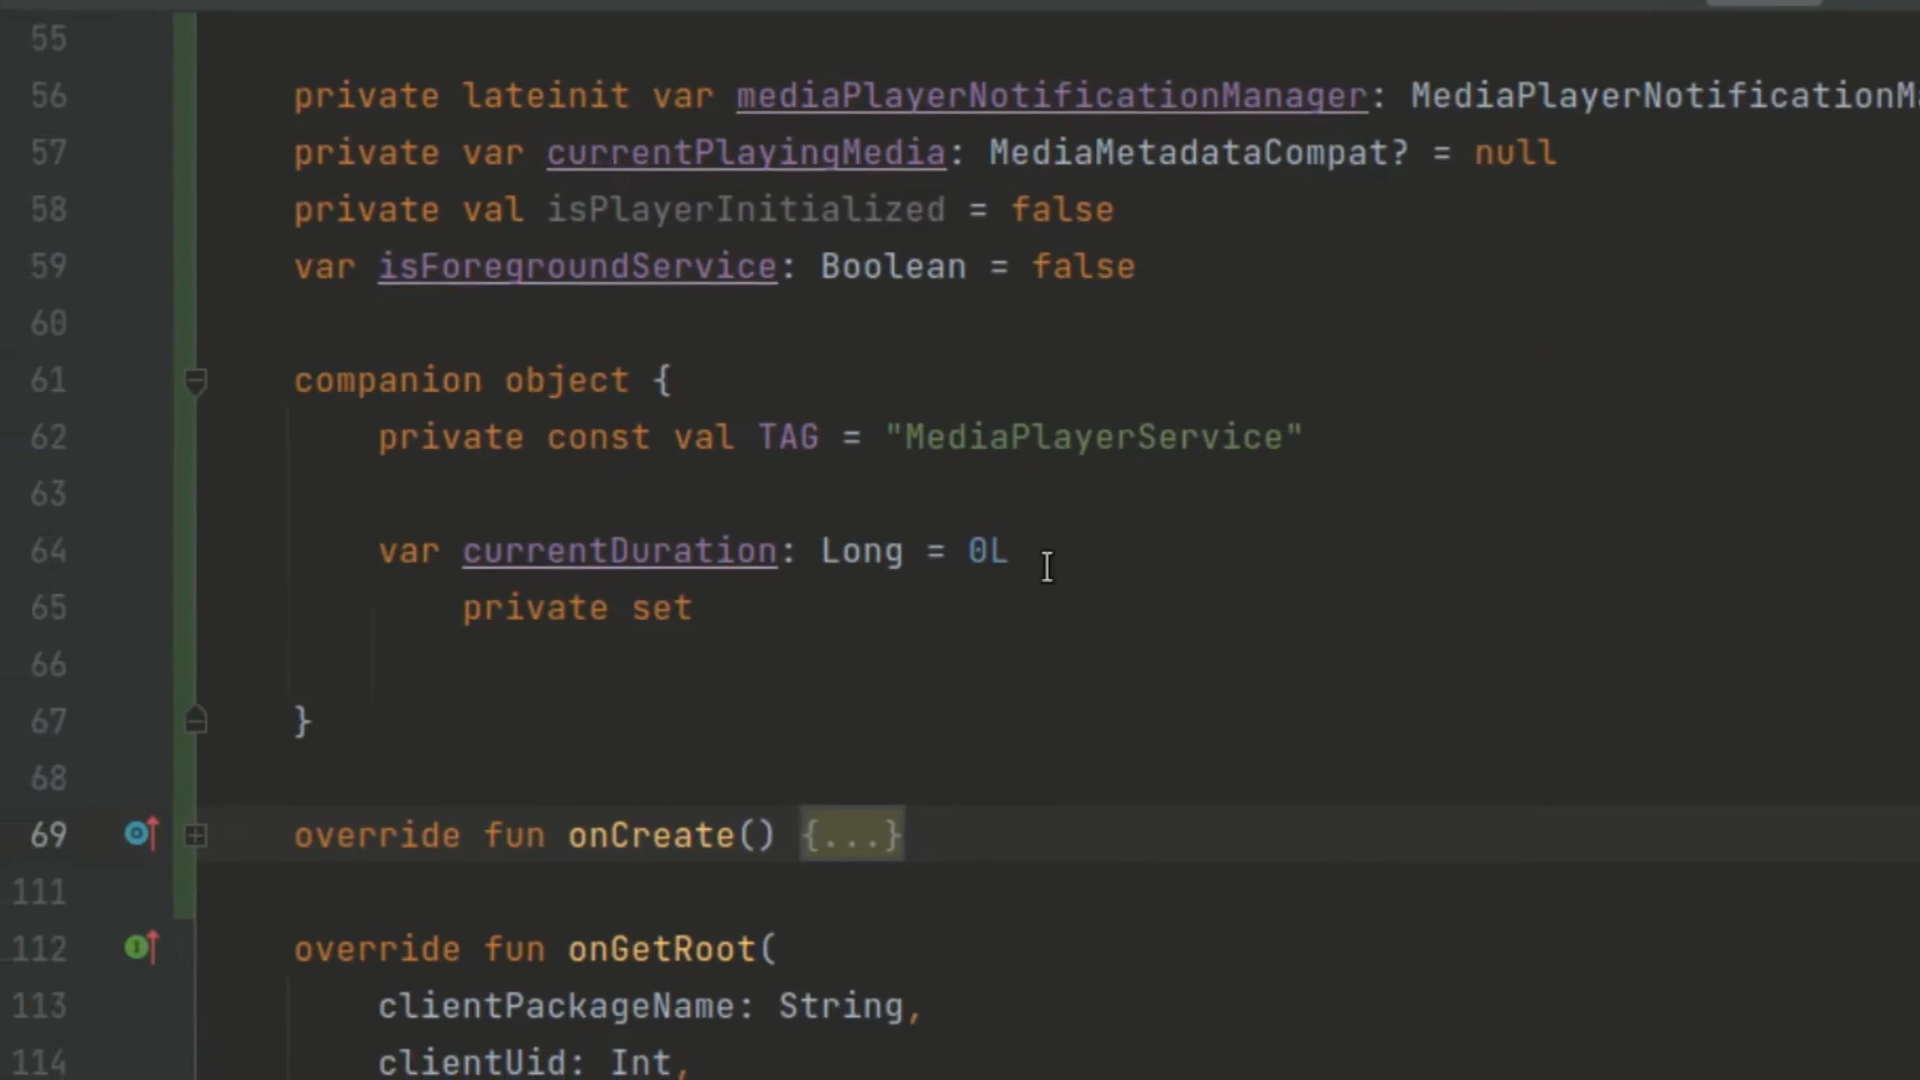 55
56 private lateinit var mediaPlayerNotificationManager: MediaPlayerNotificationM
57 private var currentPlayingMedia: MediaMetadataCompat? = null
58 private val isPlayerInitialized = false
59 var isForegroundService: Boolean = false
60
61 companion object {
62 private const val TAG = "MediaPlayerService"
63
64 var currentDuration: Long = 0L
65 private set
66
67 }
68
69 override fun onCreate() {...}
111
112 override fun onGetRoot(
113 clientPackageName: String,
114 clientUid: Int,